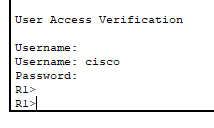 User Access Verification
Username:
Username: cisco
Password:
R1>
R1>